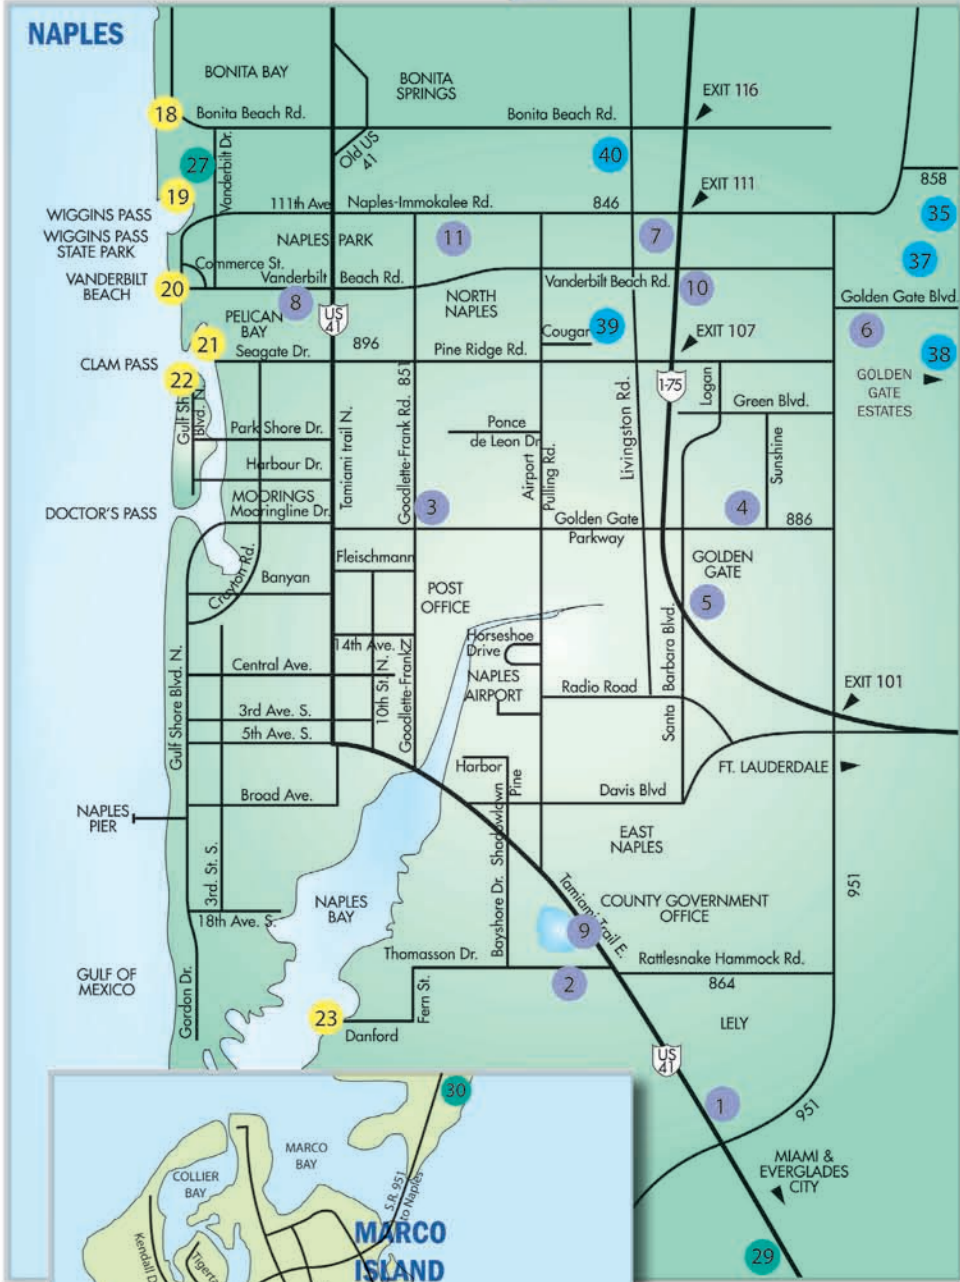 NAPLES
BONITA BAY
BONITA
SPRINGS
EXIT 116
18
Bonita Beach Rd.
Bonita Beach Rd.
Old US
41
27
Vanderbilt Dr.
40
19
EXIT 111
858
WIGGINS PASS
111th Ave
Naples-Immokalee Rd.
846
35
WIGGINS PASS
STATE PARK
NAPLES PARK
11
7
37
Commerce St.
VANDERBILT
BEACH
20
Vanderbilt
Beach Rd.
Vanderbilt Beach Rd.
10
8
NORTH
NAPLES
Golden Gate Blvd.
PELICAN
BAY
US
41
Cougar
39
6
21
896
EXIT 107
Seagate Dr.
Pine Ridge Rd.
38
CLAM PASS
22
GOLDEN
GATE
ESTATES
I-75
Logan
Green Blvd.
Gulf Sh
Blvd. N.
Park Shore Dr.
Tamiami trail N.
Goodlette-Frank Rd. 851
Ponce
de Leon Dr.
Airport
Pulling Rd.
Livingston Rd.
Sunshine
Harbour Dr.
MOORINGS
Mooringline Dr.
DOCTOR'S PASS
3
4
Golden Gate
Parkway
886
Fleischmann
GOLDEN
GATE
Crayton Rd.
Banyan
POST
OFFICE
5
14th Ave. N.
Horseshoe
Drive
Central Ave.
10th St. N.
Goodlette-Frank
NAPLES
AIRPORT
Radio Road
Santa Barbara Blvd.
EXIT 101
Gulf Shore Blvd. N.
3rd Ave. S.
5th Ave. S.
Harbor
Pine
FT. LAUDERDALE
Broad Ave.
Davis Blvd
NAPLES
PIER
Shadowlawn
EAST
NAPLES
3rd. St. S.
951
NAPLES
BAY
Bayshore Dr.
Tamiami Trail E.
COUNTY GOVERNMENT
OFFICE
18th Ave. S.
9
Thomasson Dr.
Rattlesnake Hammock Rd.
GULF OF
MEXICO
Gordon Dr.
2
864
Fern St.
23
Danford
LELY
US
41
30
1
951
MARCO
BAY
COLLIER
BAY
S.R. 951
to Naples
MIAMI &
EVERGLADES
CITY
MARCO
ISLAND
Kendall D
Tigerta
29